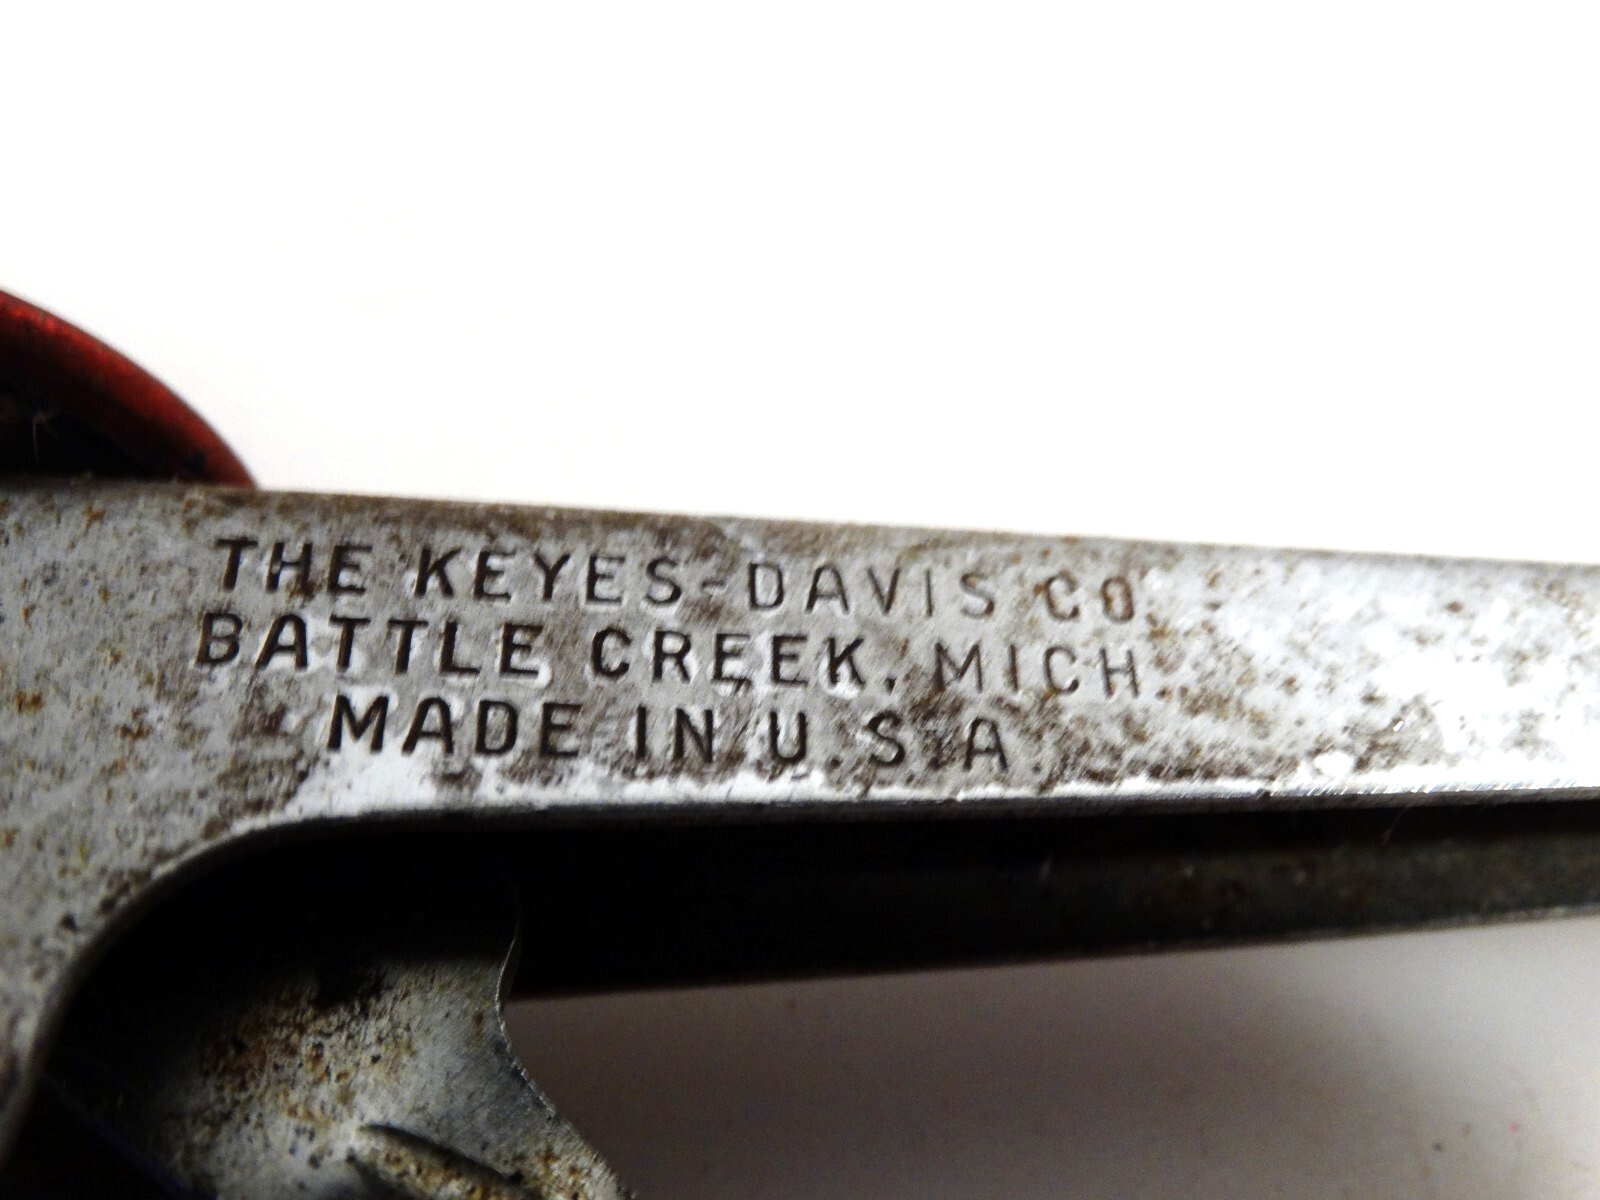 THE KEYES-DAVIS CO.
BATTLE CREEK, MICH.
MADE IN U.S.A.